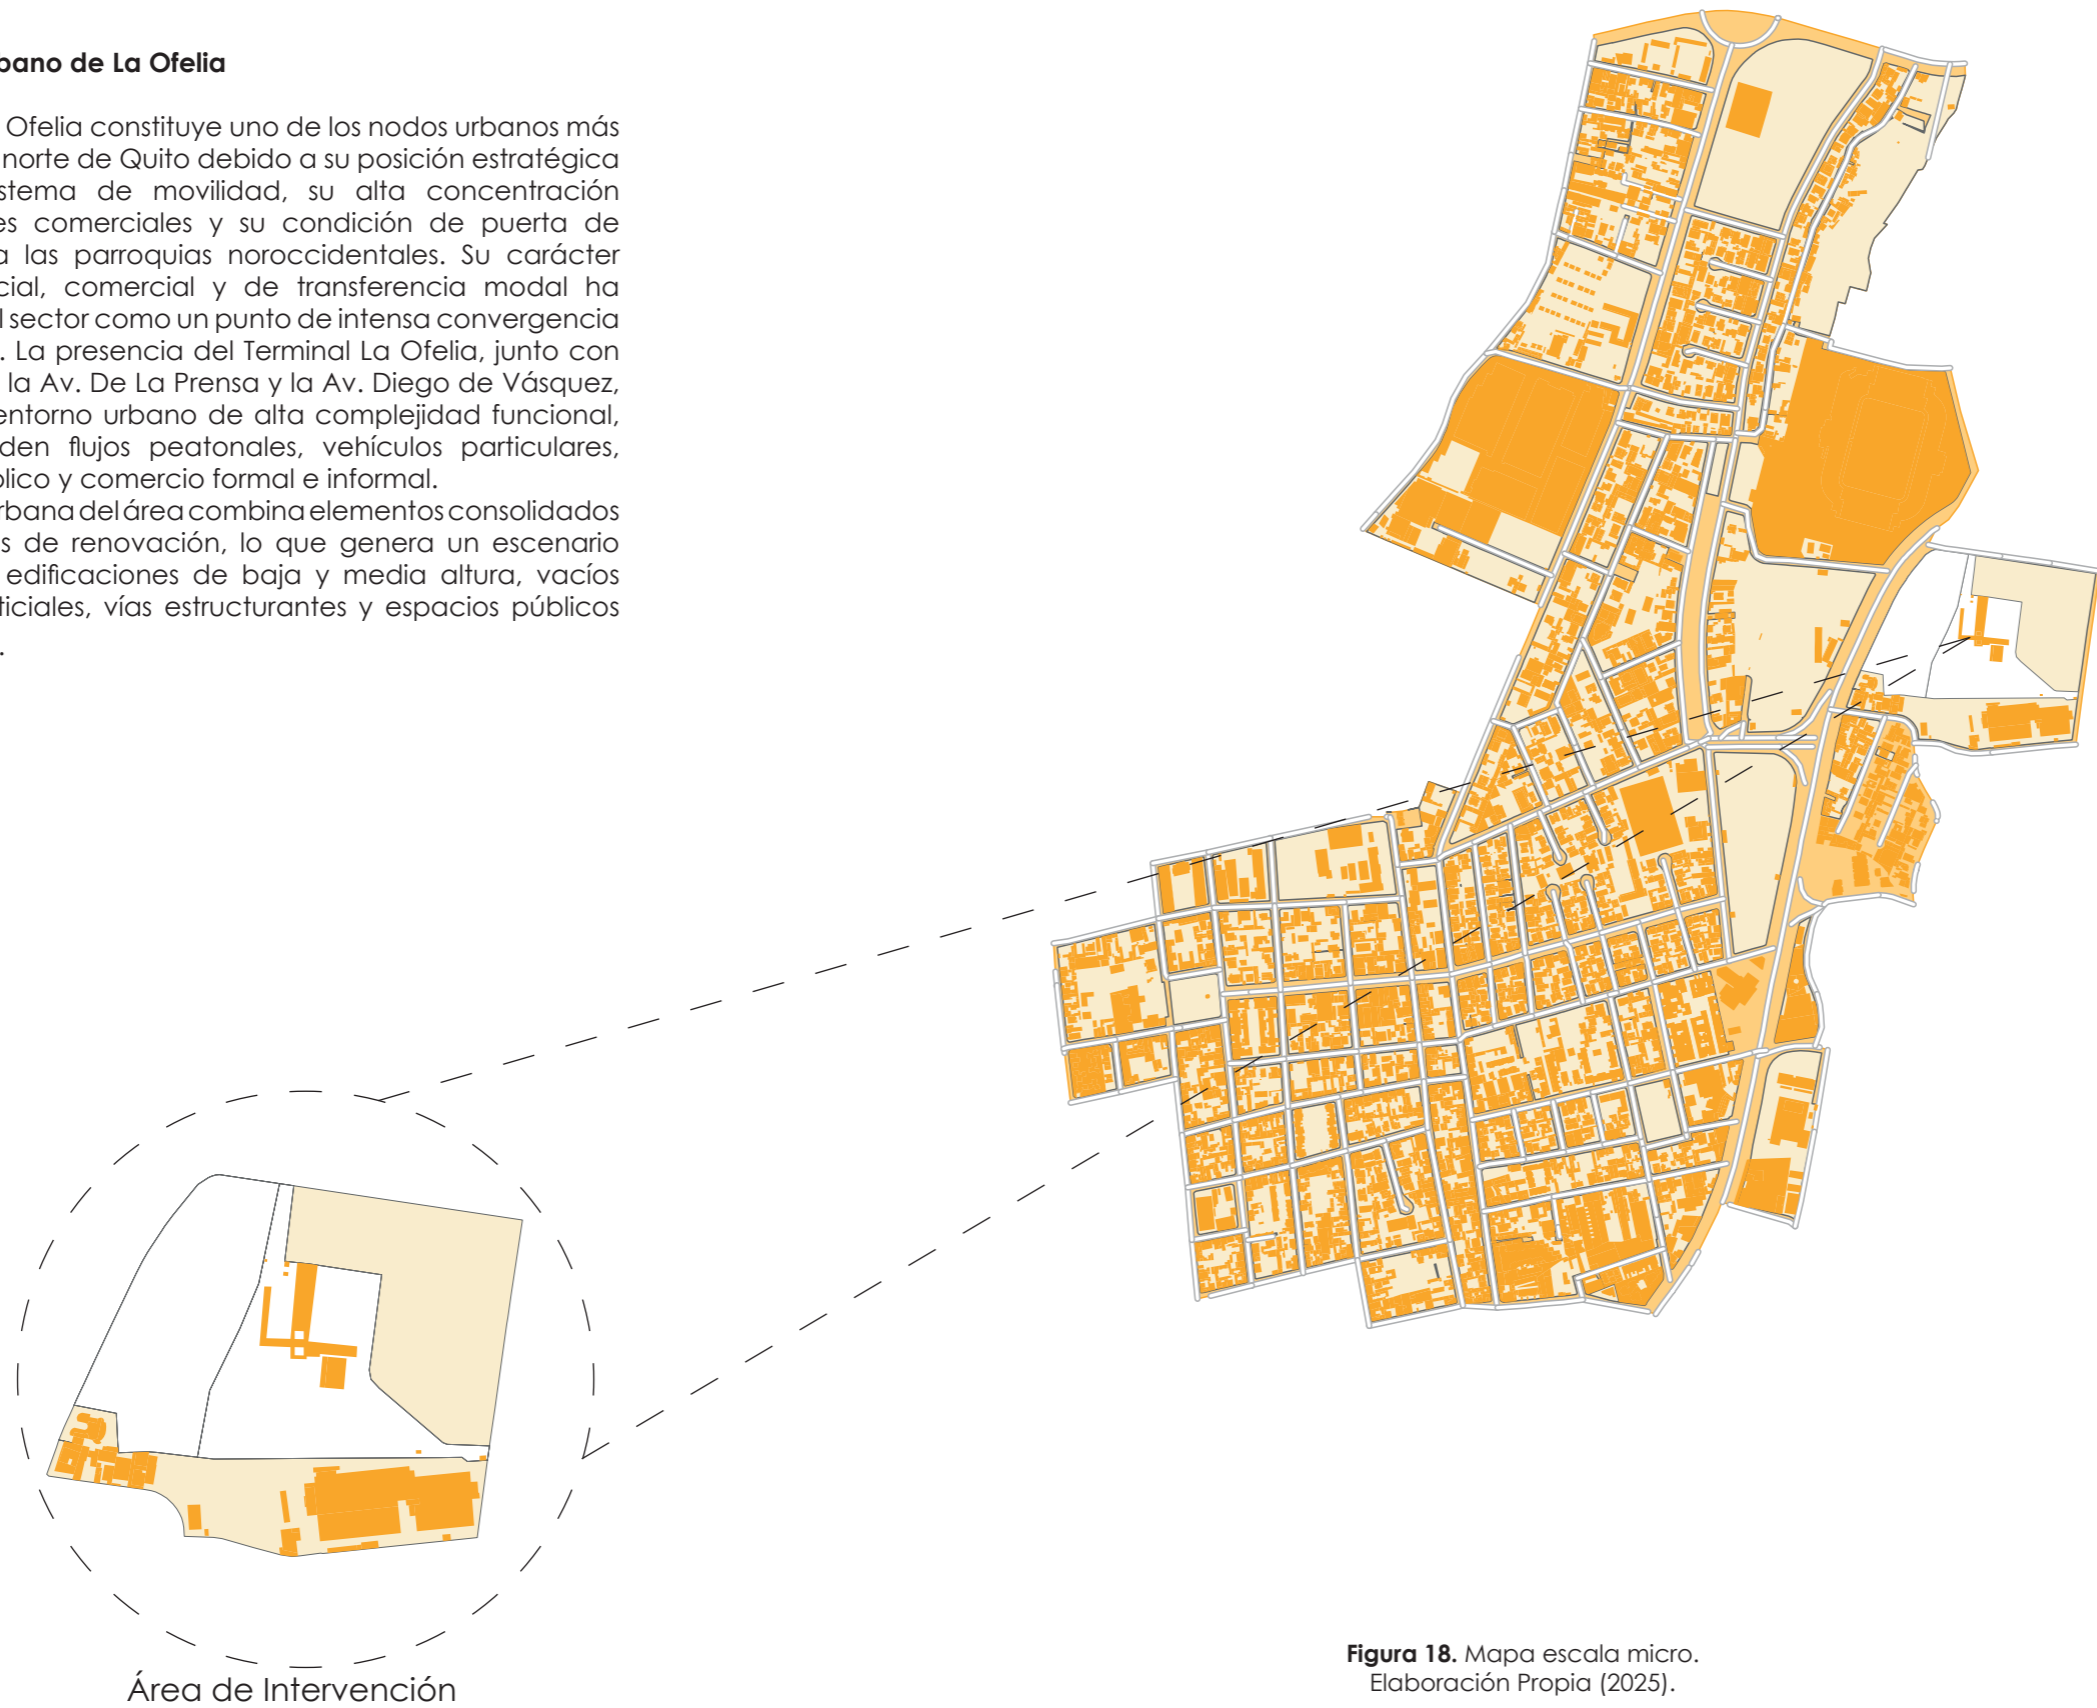 bano de La Ofelia
Ofelia constituye uno de los nodos urbanos más
norte de Quito debido a su posición estratégica
stema de movilidad, su alta concentración
es comerciales y su condición de puerta de
a las parroquias noroccidentales. Su carácter
cial, comercial y de transferencia modal ha
l sector como un punto de intensa convergencia
. La presencia del Terminal La Ofelia, junto con
la Av. De La Prensa y la Av. Diego de Vásquez,
entorno urbano de alta complejidad funcional,
den flujos peatonales, vehículos particulares,
blico y comercio formal e informal.
rbana del área combina elementos consolidados
s de renovación, lo que genera un escenario
edificaciones de baja y media altura, vacíos
ticiales, vías estructurantes y espacios públicos
.
Área de Intervención
Figura 18. Mapa escala micro.
Elaboración Propia (2025).